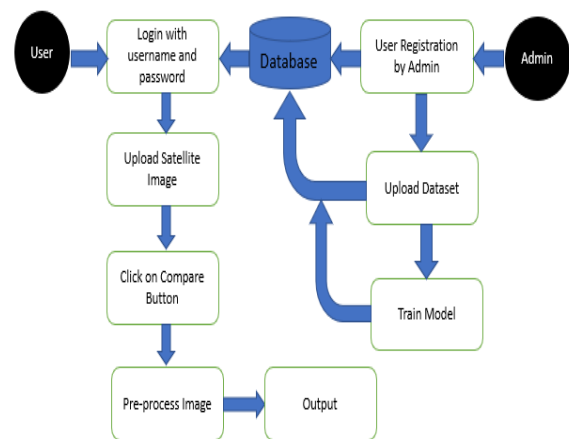 User
Login with
username and
password
Database
User Registration
by Admin
Admin
Upload Satellite
Image
Upload Dataset
Click on Compare
Button
Train Model
Pre-process Image
Output